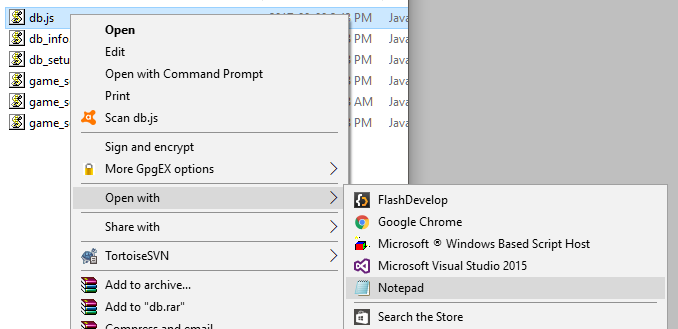 db.js
Java
db_info
Java
db_setu
PM Java
game_s
PM Java
game_s
AM Java
game_s
PM Java
Open
Edit
Open with Command Prompt
Print
Scan db.js
Sign and encrypt
More GpgEX options
Open with
Share with
TortoiseSVN
Add to archive...
Add to "db.rar"
Compress and email
FlashDevelop
Google Chrome
Microsoft ® Windows Based Script Host
Microsoft Visual Studio 2015
Notepad
Search the Store